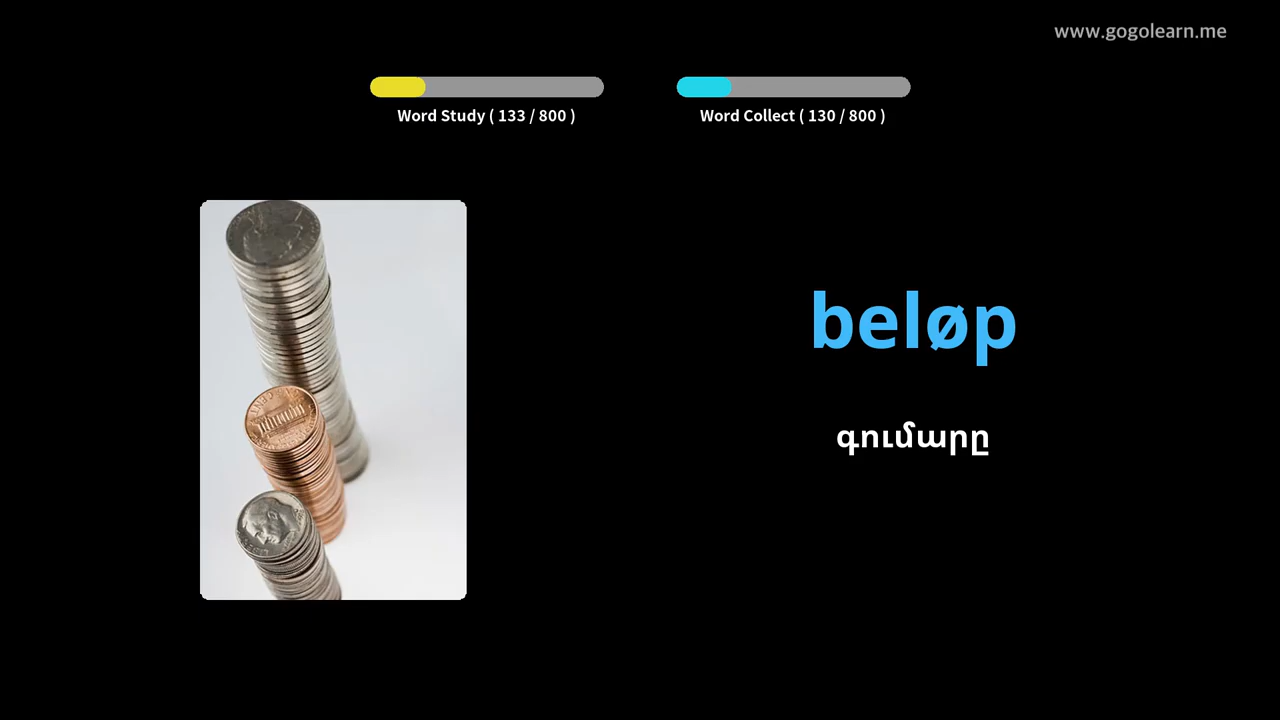 www.gogolearn.me
Word Study ( 133 / 800 )
Word Collect ( 130 / 800 )
beløp
գումարը